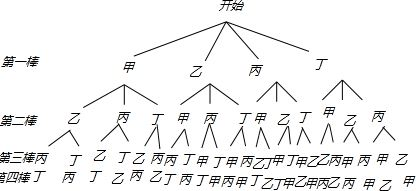 开始
第一棒 甲 乙 丙 丁
第二棒 乙 丙 丁 甲 丙 丁 甲 乙 丁 甲 乙 丙
第三棒 丙 丁 乙 丁 乙 丙 丙 丁 甲 丁 甲 丙 乙 丁 甲 丁 甲 乙 乙 丙 甲 丙 甲 乙
第四棒 丁 丙 丁 乙 丙 乙 丁 丙 丁 甲 丙 甲 丁 乙 丁 甲 乙 甲 丙 乙 丙 甲 乙 甲